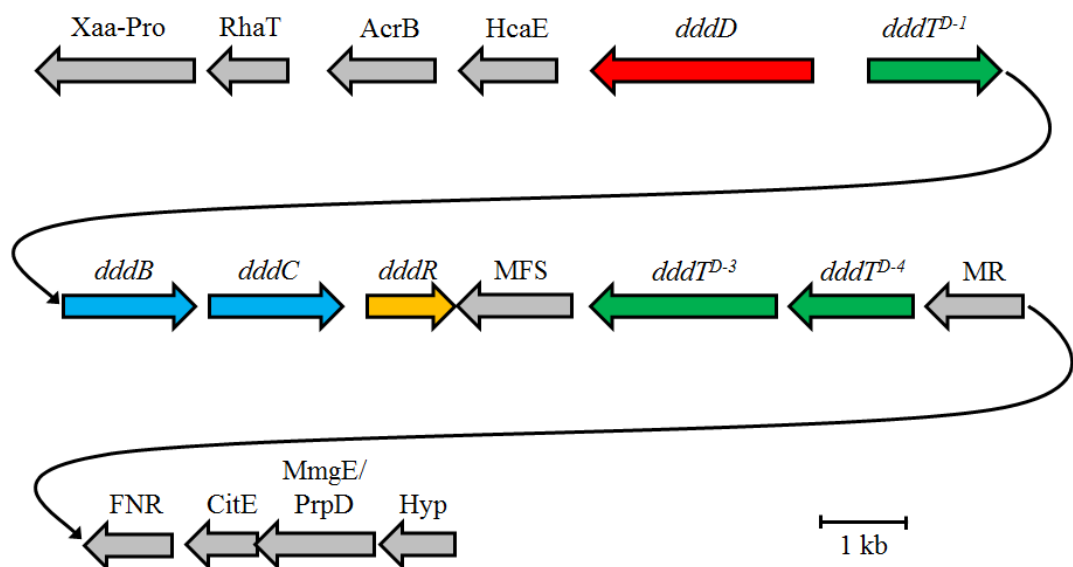 Xaa-Pro RhaT AcrB HcaE dddD dddT^D-1
dddB dddC dddR MFS dddT^D-3 dddT^D-4 MR
MmgE/
FNR CitE PrpD Hyp
1 kb